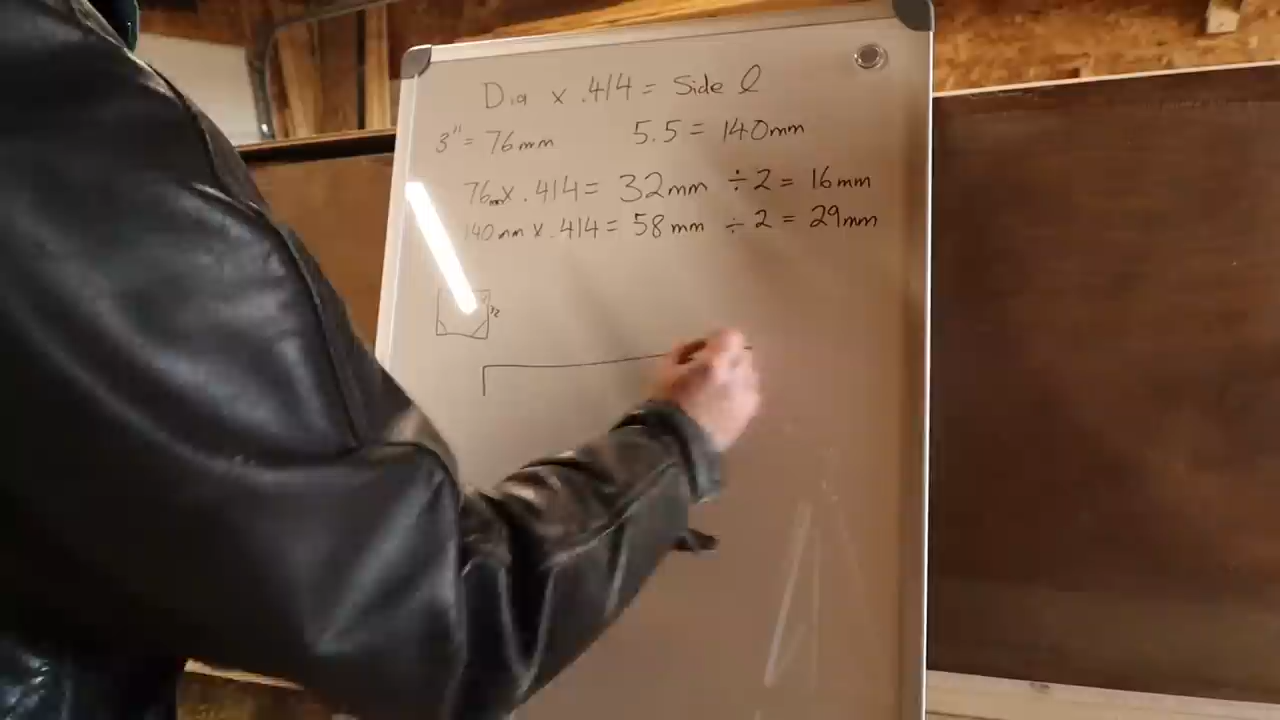 Dia x .414 = Side l
3" = 76mm 5.5 = 140mm
76mm x .414 = 32mm ÷ 2 = 16mm
140mm x .414 = 58mm ÷ 2 = 29mm